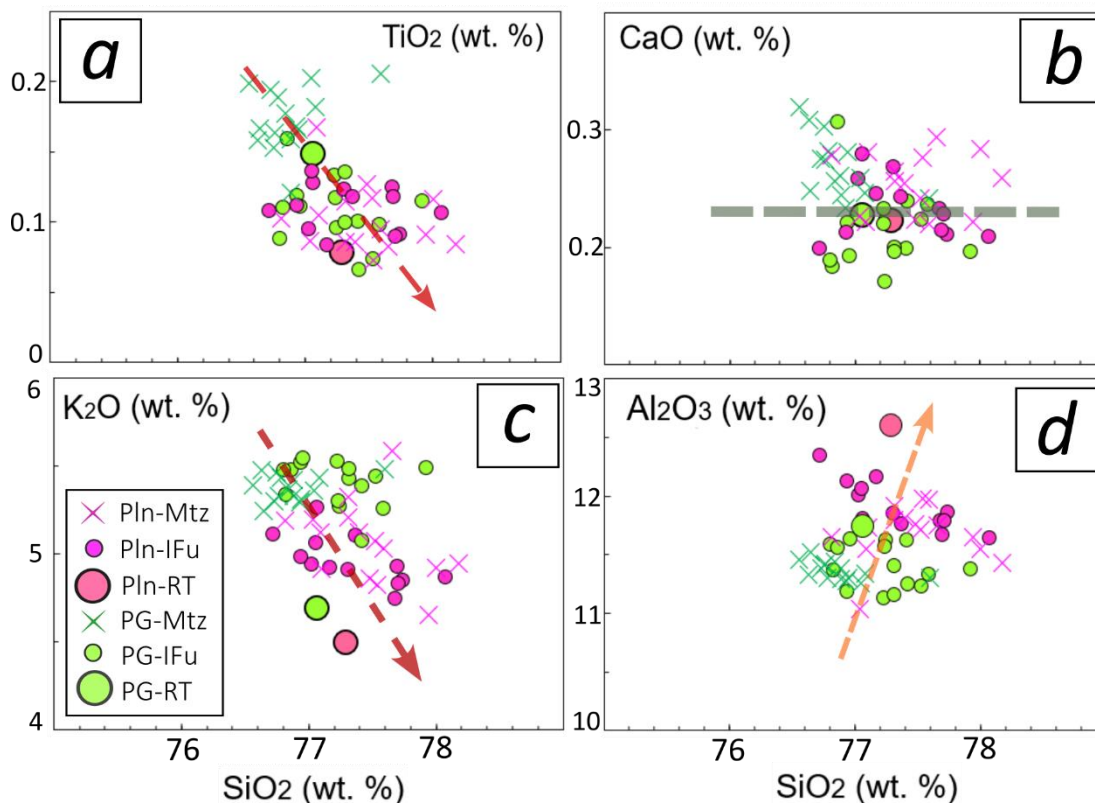 a
TiO₂ (wt. %)
0.2
0.1
0
CaO (wt. %)
b
0.3
0.2
6
K₂O (wt. %)
c
5
4
Pln-Mtz
Pln-IFu
Pln-RT
PG-Mtz
PG-IFu
PG-RT
76 77 78
SiO₂ (wt. %)
13
Al₂O₃ (wt. %)
d
12
11
10
76 77 78
SiO₂ (wt. %)